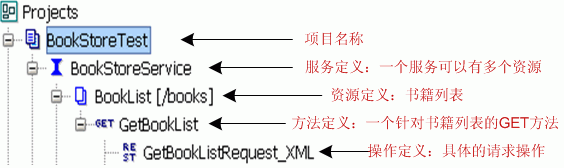 Projects
BookStoreTest 项目名称
BookStoreService 服务定义：一个服务可以有多个资源
BookList [/books] 资源定义：书籍列表
GET GetBookList 方法定义：一个针对书籍列表的GET方法
REST GetBookListRequest_XML 操作定义：具体的请求操作